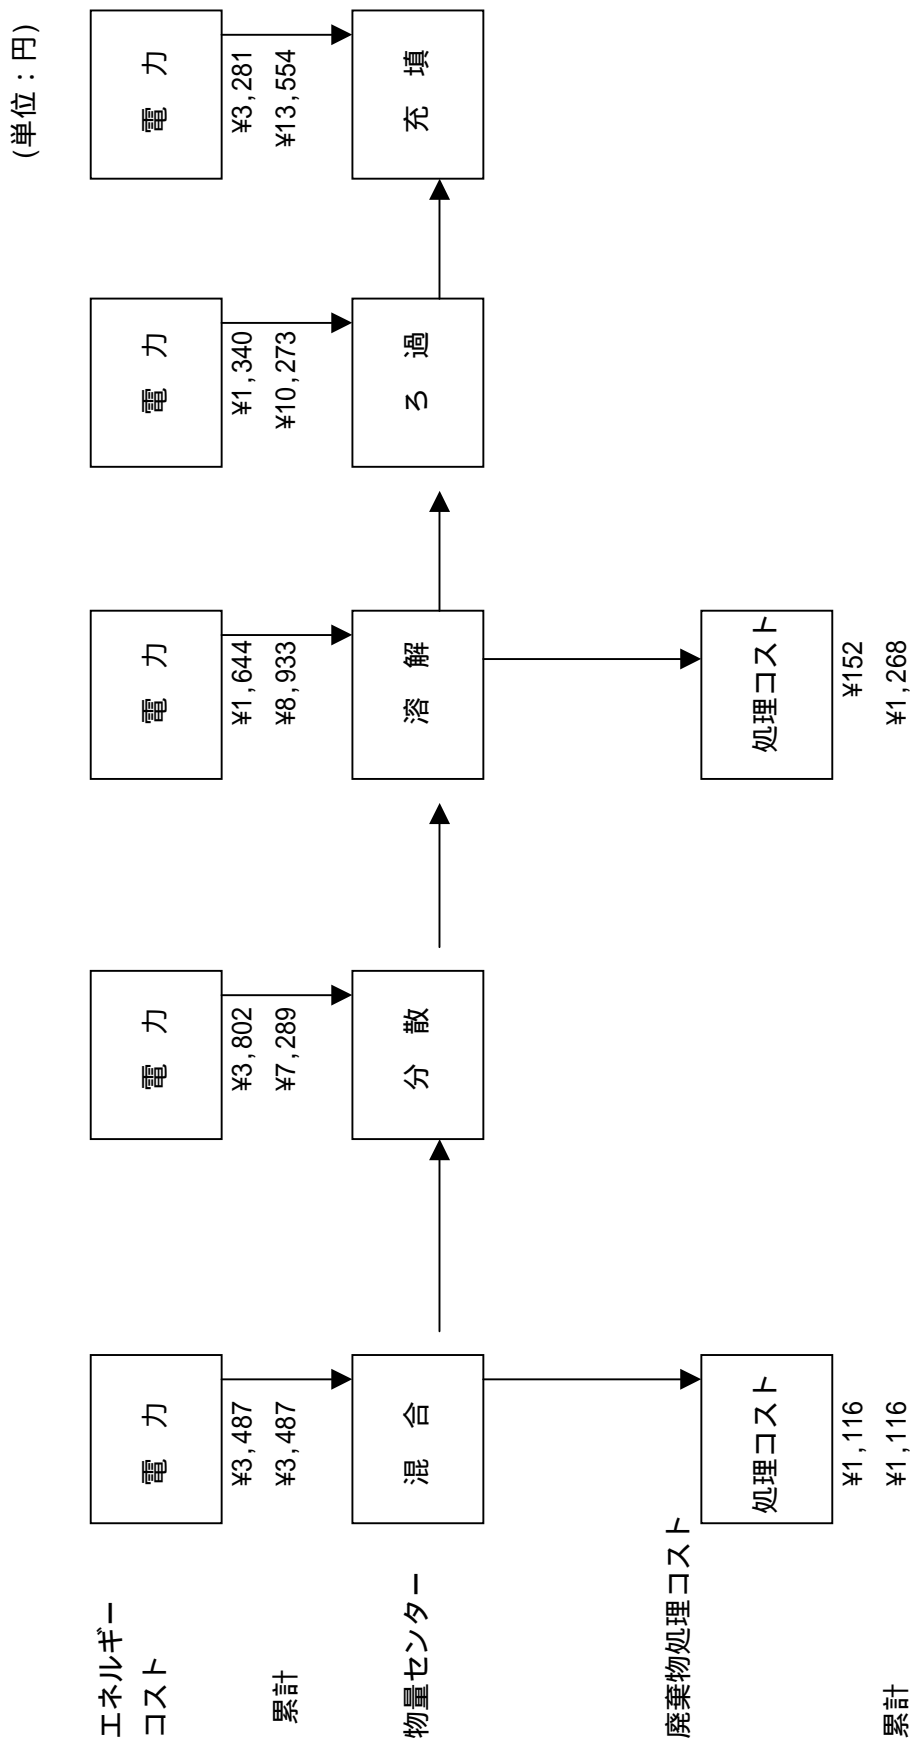 (単位：円)
エネルギー
コスト
電力
電力
電力
電力
電力
¥3,487
¥3,802
¥1,644
¥1,340
¥3,281
累計
¥3,487
¥7,289
¥8,933
¥10,273
¥13,554
物量センター
混合
分散
溶解
ろ過
充填
廃棄物処理コスト
処理コスト
処理コスト
¥1,116
¥152
累計
¥1,116
¥1,268